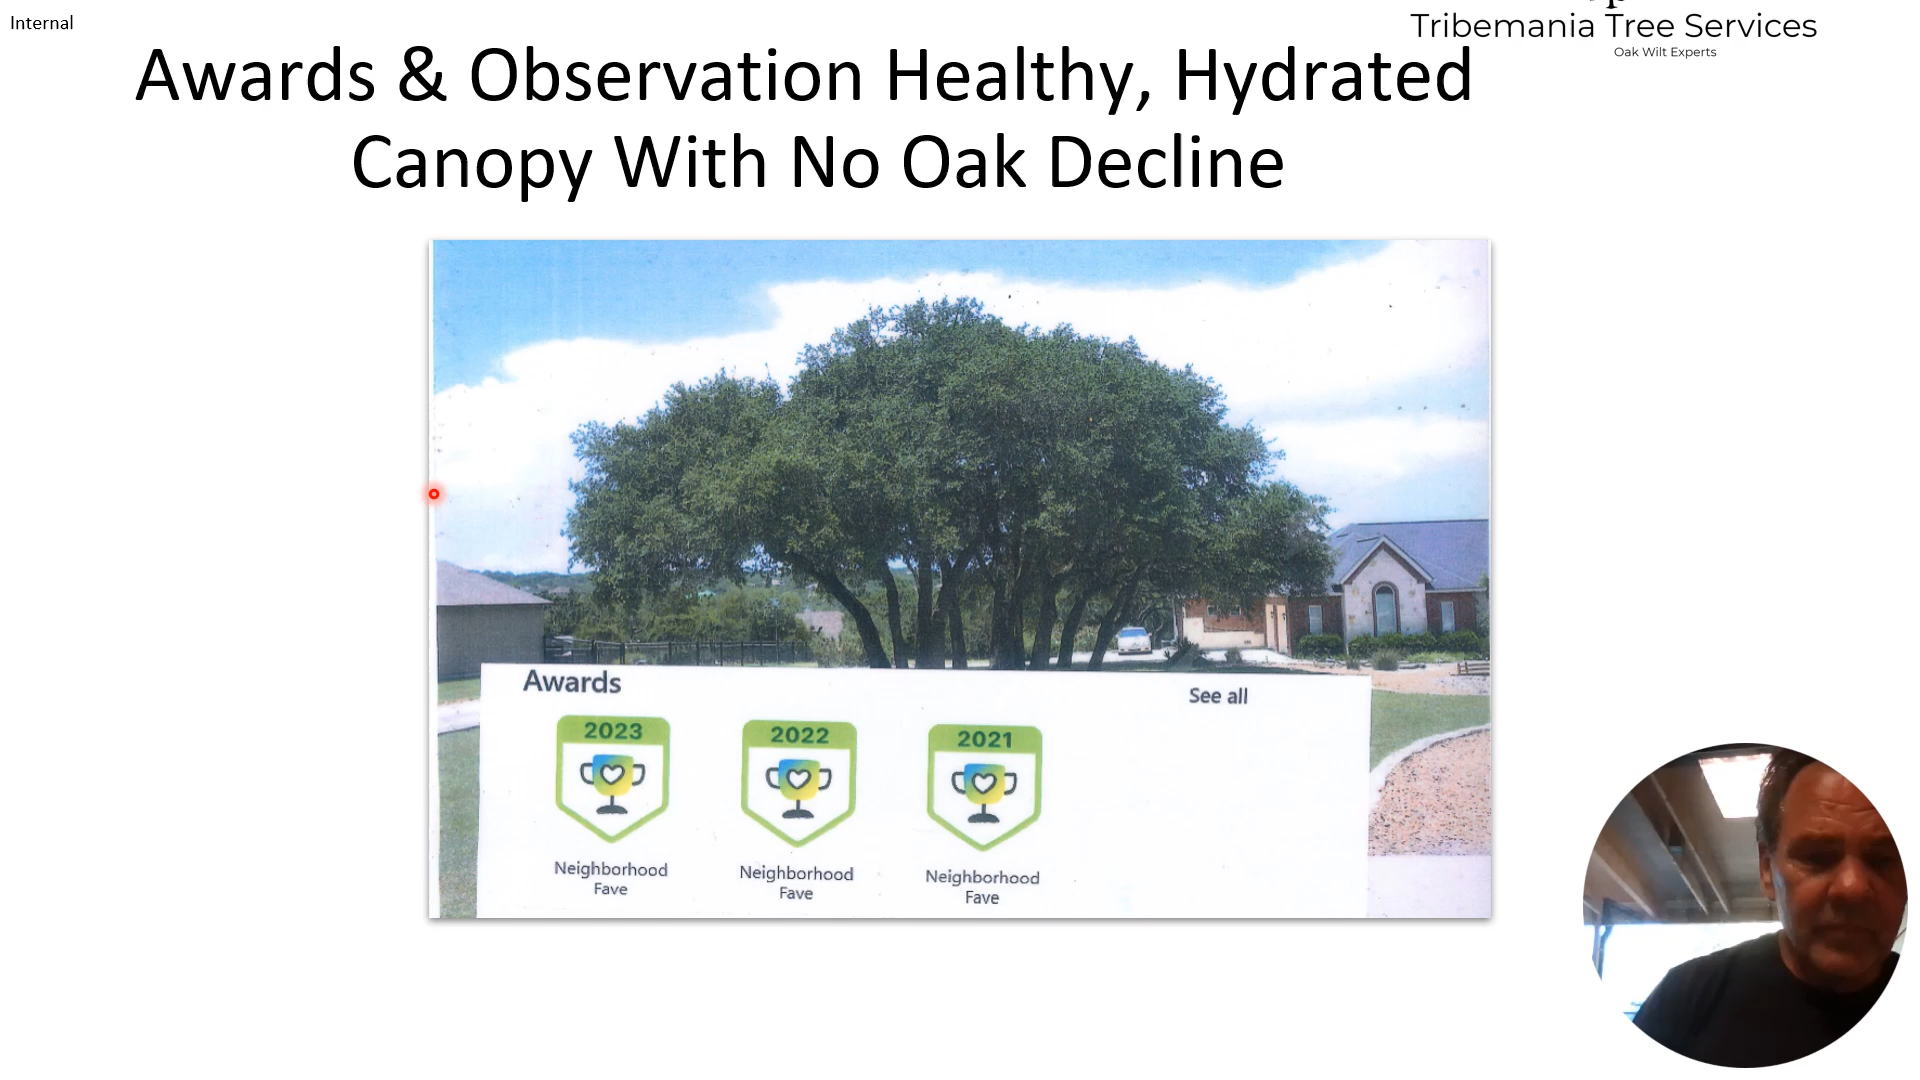 Internal
Tribemania Tree Services
Oak Wilt Experts
Awards & Observation Healthy, Hydrated
Canopy With No Oak Decline
Awards
See all
2023
2022
2021
Neighborhood
Fave
Neighborhood
Fave
Neighborhood
Fave